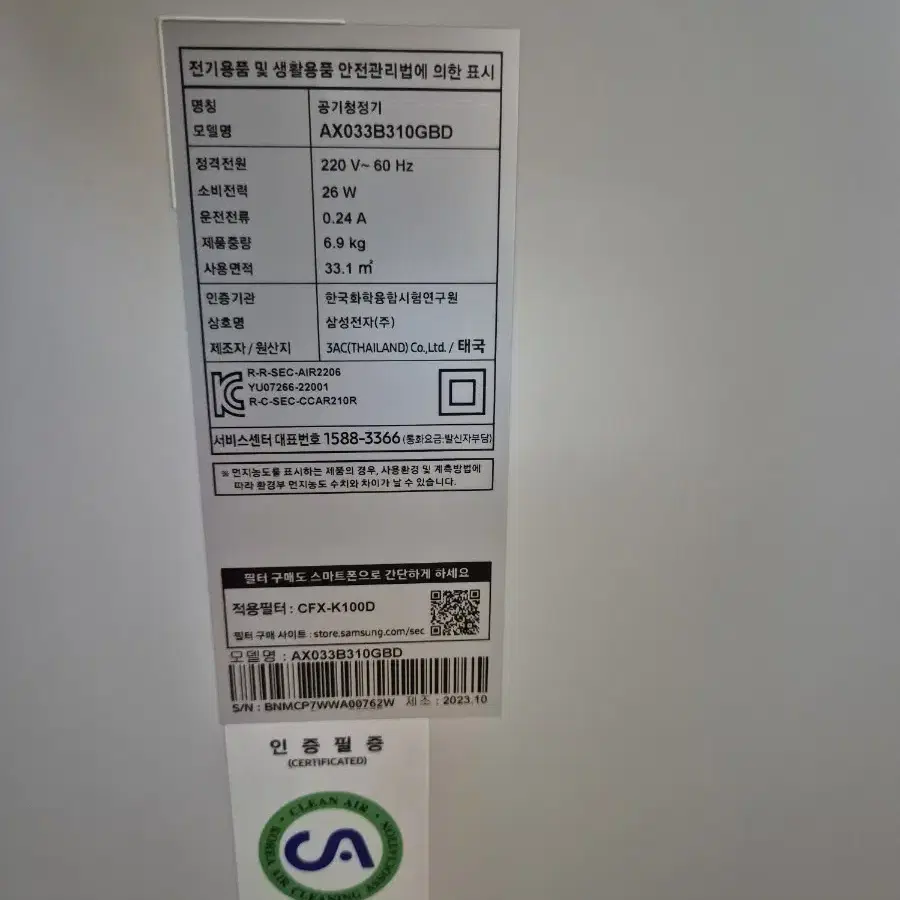 전기용품 및 생활용품 안전관리법에 의한 표시
명칭 공기청정기
모델명 AX033B310GBD
정격전원 220 V~ 60 Hz
소비전력 26 W
운전전류 0.24 A
제품중량 6.9 kg
사용면적 33.1 ㎡
인증기관 한국화학융합시험연구원
상호명 삼성전자(주)
제조자 / 원산지 3AC(THAILAND) Co.,Ltd. / 태국
R-R-SEC-AIR2206
YU07266-22001
R-C-SEC-CCAR210R
서비스센터 대표번호 1588-3366 (통화요금:발신자부담)
※ 먼지농도를 표시하는 제품의 경우, 사용환경 및 계측방법에
따라 환경부 먼지농도 수치와 차이가 날 수 있습니다.
필터 구매도 스마트폰으로 간단하게 하세요
적용필터 : CFX-K100D
필터 구매 사이트 : store.samsung.com/sec
모델명 : AX033B310GBD
S/N : BNMCP7WWA00762W 제조 : 2023.10
인증필증
(CERTIFICATED)
CLEAN AIR
CA
KOREA AIR CLEANING ASSOCIATION